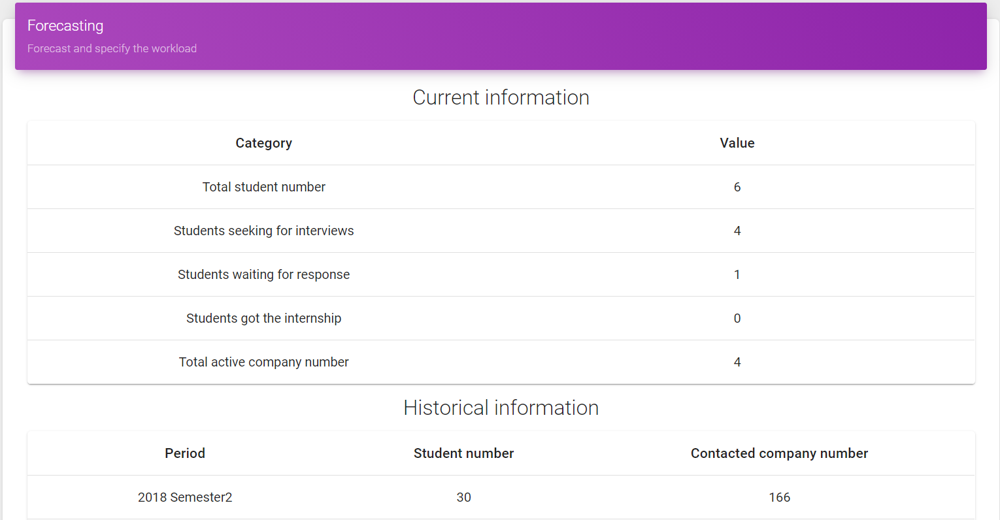 Forecasting
Forecast and specify the workload
Current information
Category Value
Total student number 6
Students seeking for interviews 4
Students waiting for response 1
Students got the internship 0
Total active company number 4
Historical information
Period Student number Contacted company number
2018 Semester2 30 166